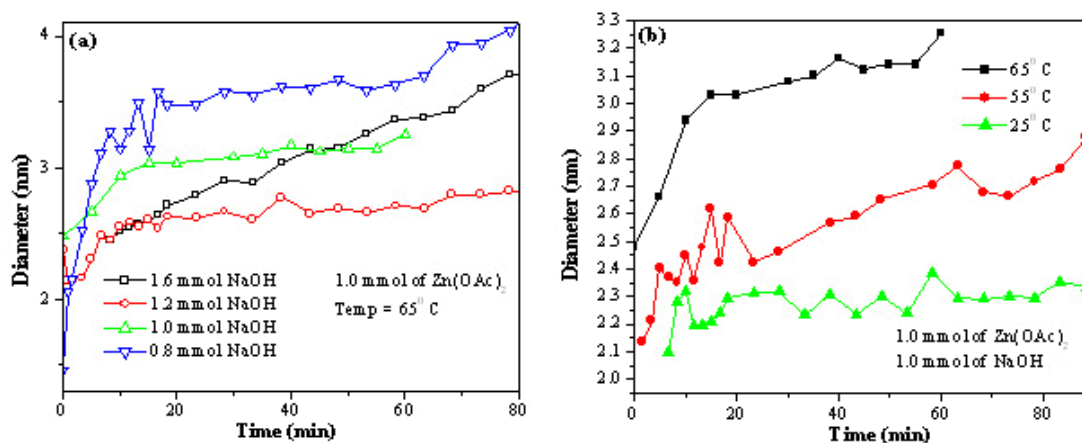 (a)
4
3
2
Diameter (nm)
1.6 mmol NaOH
1.2 mmol NaOH
1.0 mmol NaOH
0.8 mmol NaOH
1.0 mmol of Zn(OAc)2
Temp = 65⁰ C
0 20 40 60 80
Time (min)
(b)
3.3
3.2
3.1
3.0
2.9
2.8
2.7
2.6
2.5
2.4
2.3
2.2
2.1
2.0
Diameter (nm)
65⁰ C
55⁰ C
25⁰ C
1.0 mmol of Zn(OAc)2
1.0 mmol of NaOH
0 20 40 60 80
Time (min)